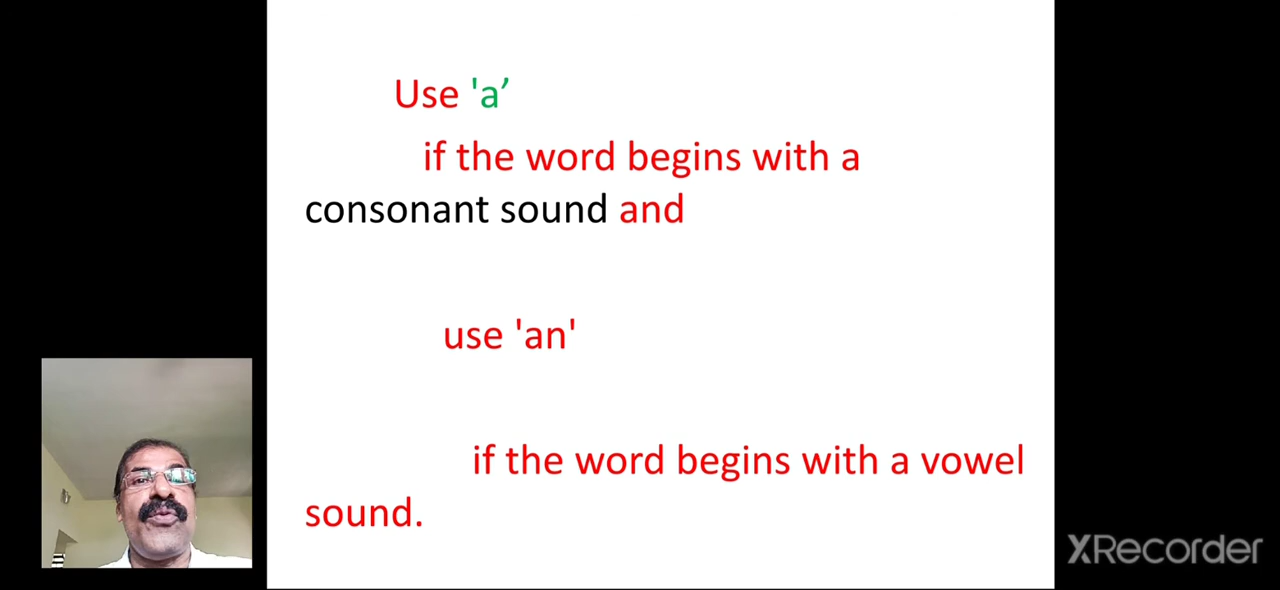 Use 'a’
if the word begins with a
consonant sound and
use 'an'
if the word begins with a vowel
sound.
XRecorder